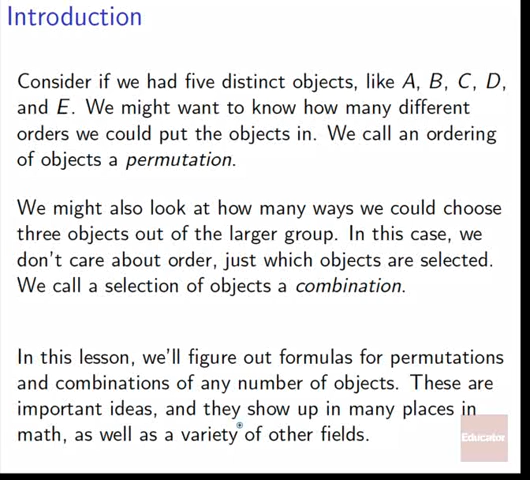 Introduction
Consider if we had five distinct objects, like A, B, C, D,
and E. We might want to know how many different
orders we could put the objects in. We call an ordering
of objects a permutation.
We might also look at how many ways we could choose
three objects out of the larger group. In this case, we
don't care about order, just which objects are selected.
We call a selection of objects a combination.
In this lesson, we'll figure out formulas for permutations
and combinations of any number of objects. These are
important ideas, and they show up in many places in
math, as well as a variety of other fields.
Educator